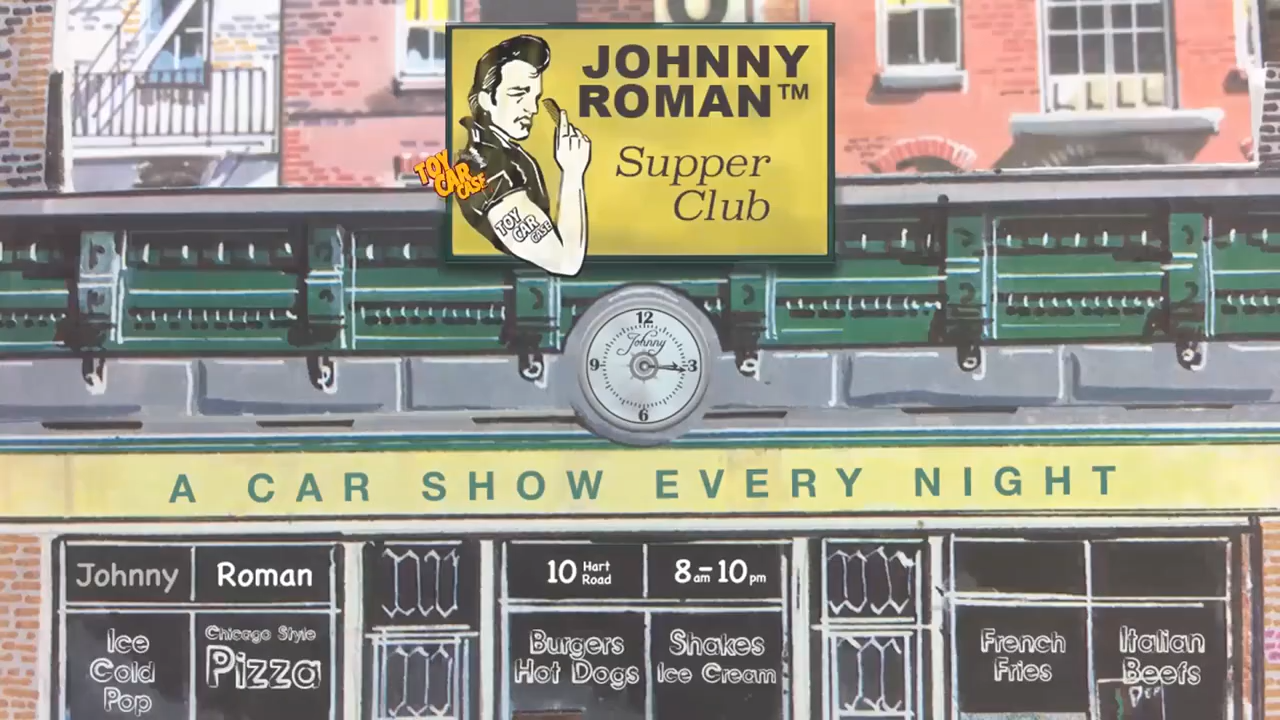 JOHNNY
ROMAN™
Supper
Club
TOY
CAR
CASE
TOY
CAR
CASE
12
Johnny
9
3
6
A CAR SHOW EVERY NIGHT
Johnny Roman
10 Hart Road
8am-10pm
Ice
Cold
Pop
Chicago Style
Pizza
Burgers
Hot Dogs
Shakes
Ice Cream
French
Fries
Italian
Beefs